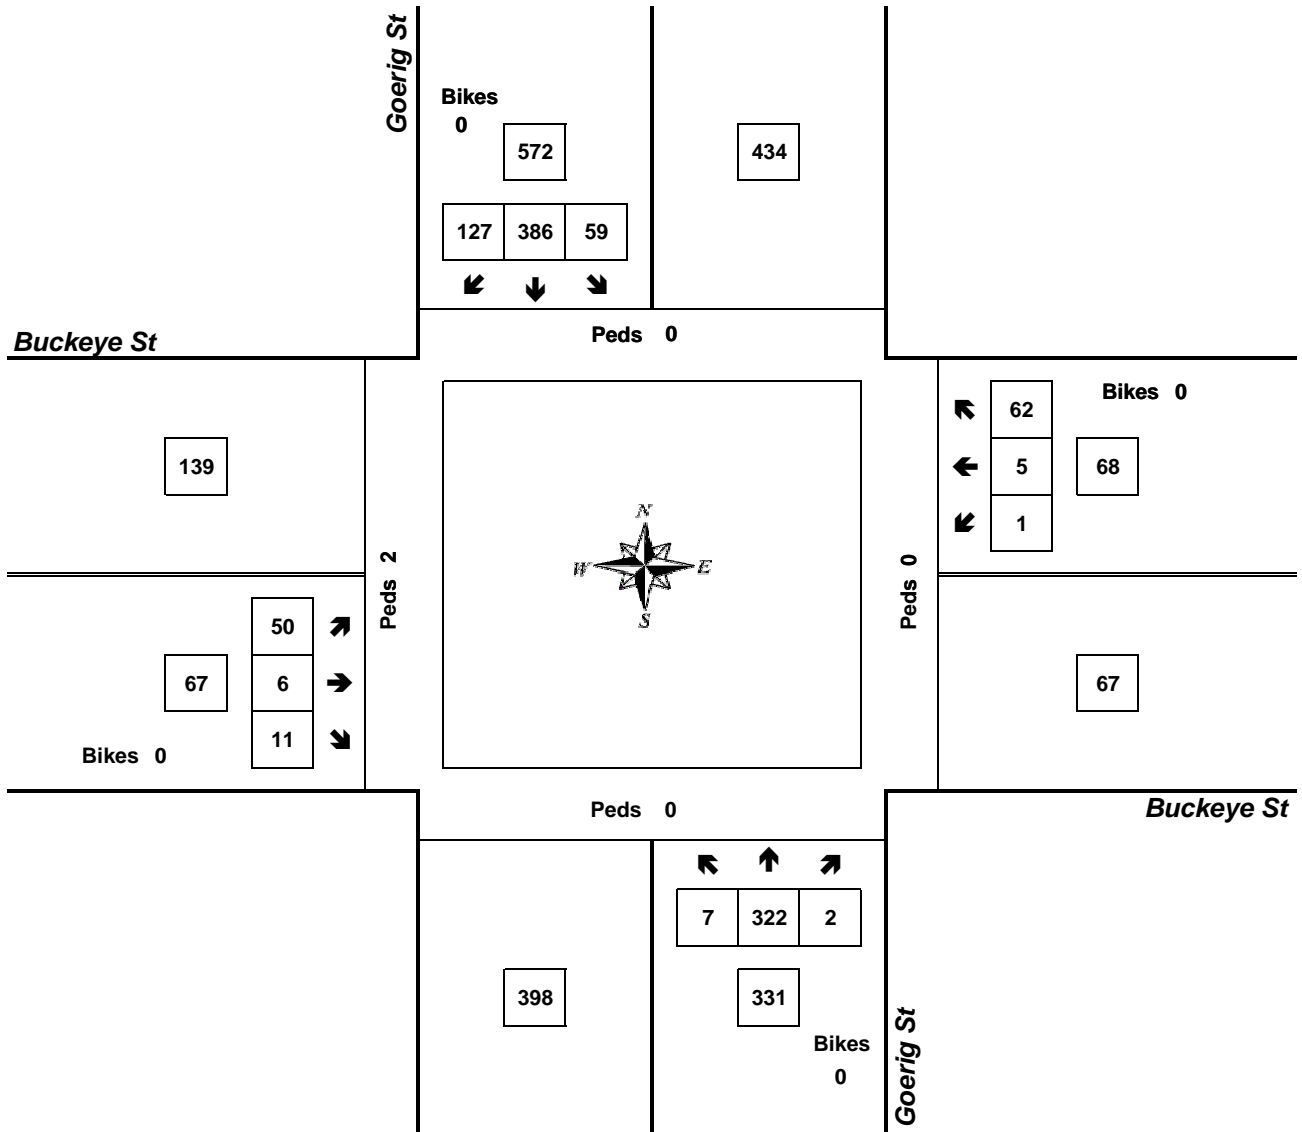 Goerig St
Bikes
0
572
434
127 386 59
Peds 0
Buckeye St
Bikes 0
62
139
5
68
1
N
W E
S
Peds 2
Peds 0
50
67
6
67
11
Bikes 0
Peds 0
Buckeye St
7 322 2
398
331
Bikes
0
Goerig St